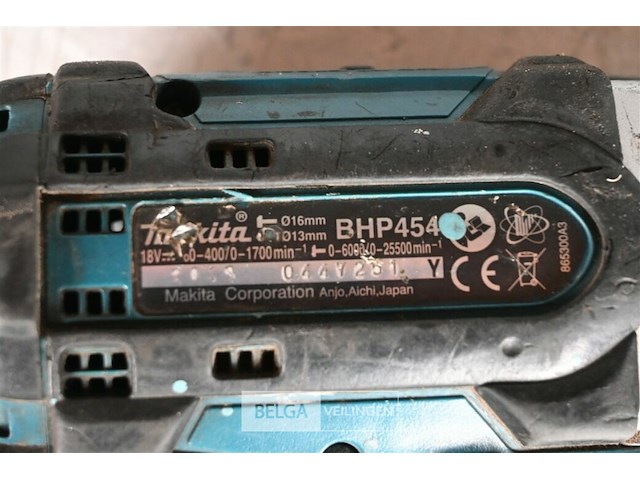 Makita® Ø16mm BHP454
Ø13mm
18V⎓ 0-400/0-1700min⁻¹ 0-6000/0-25500min⁻¹
Y
Makita Corporation Anjo,Aichi,Japan
CE
865300A3
BELGA VEILINGEN